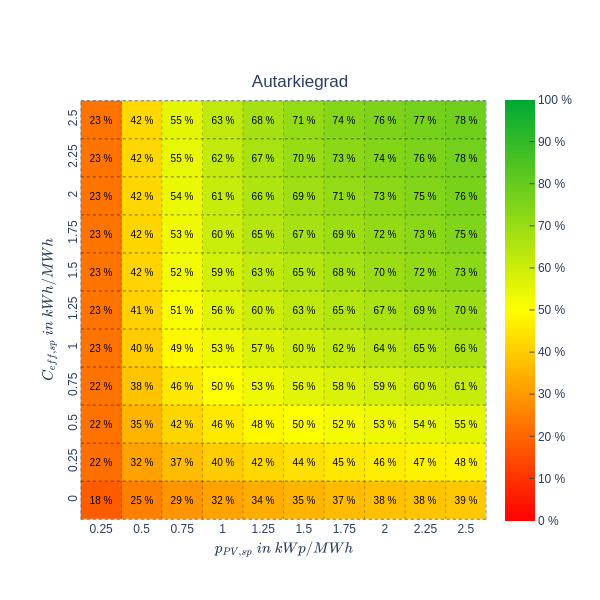 Autarkiegrad
2.5 23 % 42 % 55 % 63 % 68 % 71 % 74 % 76 % 77 % 78 %
2.25 23 % 42 % 55 % 62 % 67 % 70 % 73 % 74 % 76 % 78 %
2 23 % 42 % 54 % 61 % 66 % 69 % 71 % 73 % 75 % 76 %
1.75 23 % 42 % 53 % 60 % 65 % 67 % 69 % 72 % 73 % 75 %
1.5 23 % 42 % 52 % 59 % 63 % 65 % 68 % 70 % 72 % 73 %
1.25 23 % 41 % 51 % 56 % 60 % 63 % 65 % 67 % 69 % 70 %
1 23 % 40 % 49 % 53 % 57 % 60 % 62 % 64 % 65 % 66 %
0.75 22 % 38 % 46 % 50 % 53 % 56 % 58 % 59 % 60 % 61 %
0.5 22 % 35 % 42 % 46 % 48 % 50 % 52 % 53 % 54 % 55 %
0.25 22 % 32 % 37 % 40 % 42 % 44 % 45 % 46 % 47 % 48 %
0 18 % 25 % 29 % 32 % 34 % 35 % 37 % 38 % 38 % 39 %
0.25 0.5 0.75 1 1.25 1.5 1.75 2 2.25 2.5
p_PV,sp in kWp/MWh
C_eff,sp in kWh/MWh
100 %
90 %
80 %
70 %
60 %
50 %
40 %
30 %
20 %
10 %
0 %